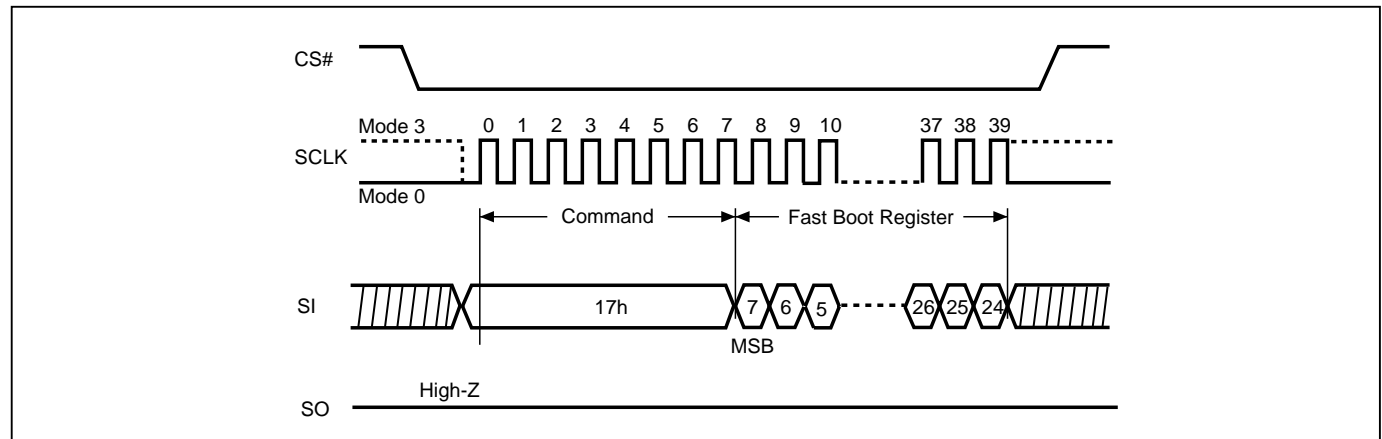 CS#
Mode 3
0 1 2 3 4 5 6 7 8 9 10 37 38 39
SCLK
Mode 0
Command
Fast Boot Register
SI
17h
7 6 5 26 25 24
MSB
High-Z
SO